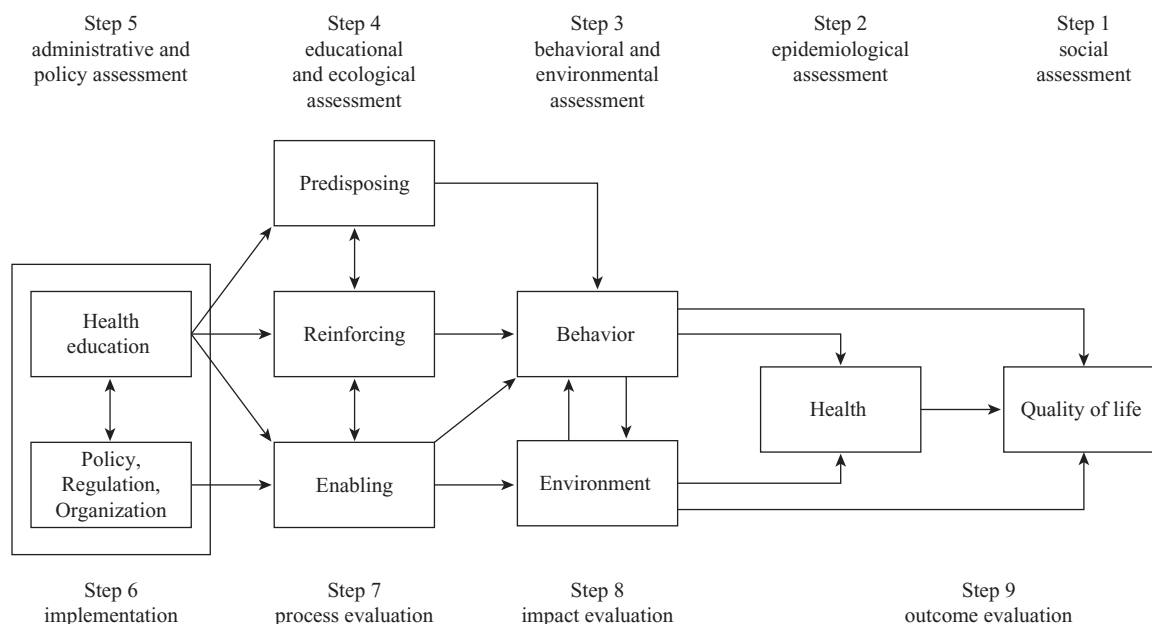 Step 5
administrative and
policy assessment
Step 4
educational
and ecological
assessment
Step 3
behavioral and
environmental
assessment
Step 2
epidemiological
assessment
Step 1
social
assessment
Predisposing
Health
education
Reinforcing
Behavior
Health
Quality of life
Policy,
Regulation,
Organization
Enabling
Environment
Step 6
implementation
Step 7
process evaluation
Step 8
impact evaluation
Step 9
outcome evaluation